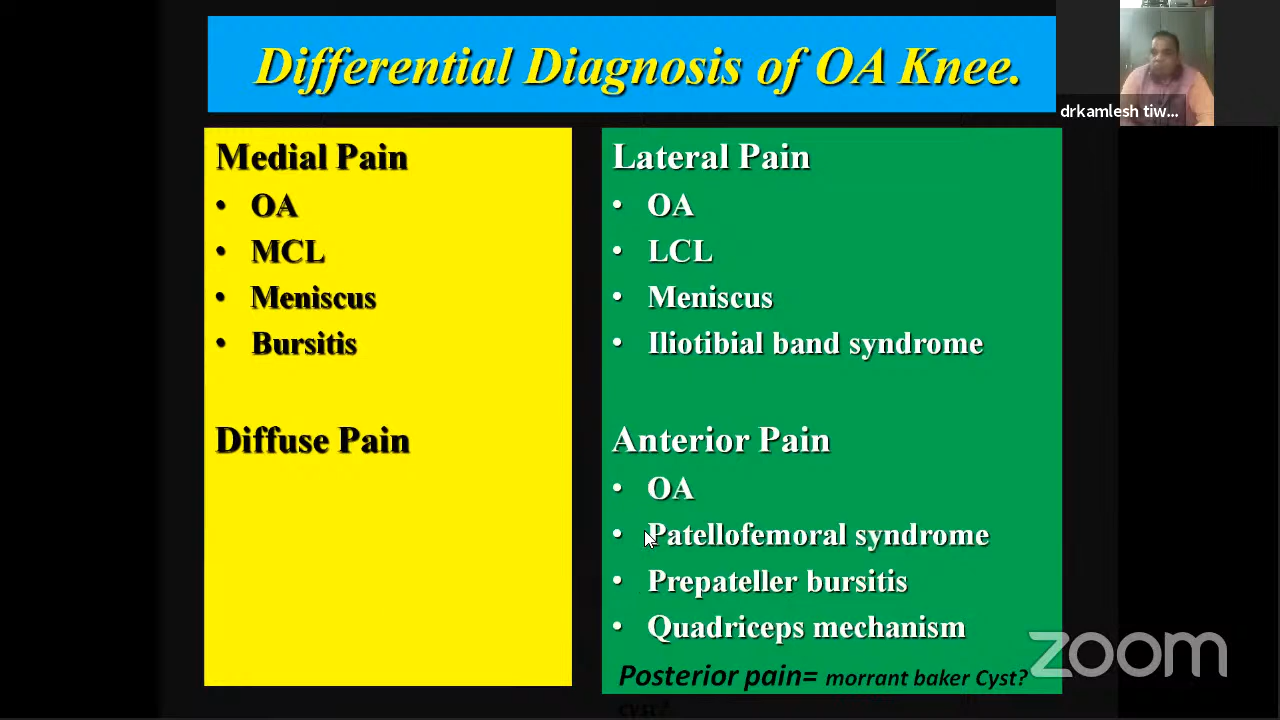 Differential Diagnosis of OA Knee.
drkamlesh tiw...
Medial Pain
• OA
• MCL
• Meniscus
• Bursitis
Diffuse Pain
Lateral Pain
• OA
• LCL
• Meniscus
• Iliotibial band syndrome
Anterior Pain
• OA
• Patellofemoral syndrome
• Prepateller bursitis
• Quadriceps mechanism
Posterior pain= morrant baker Cyst?
zoom